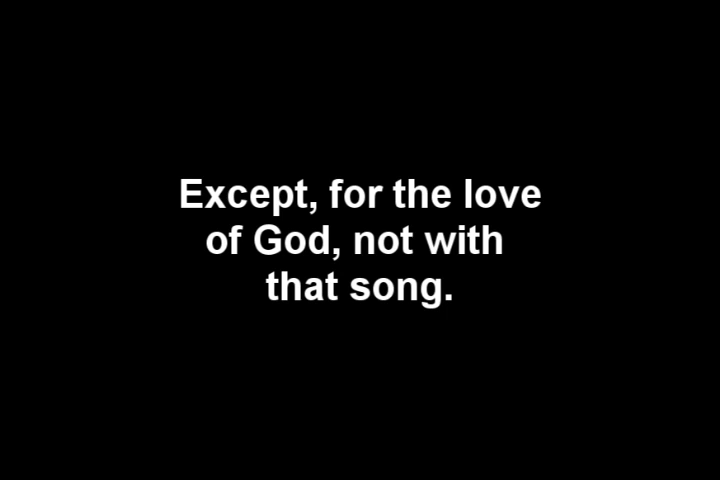 Except, for the love
of God, not with
that song.